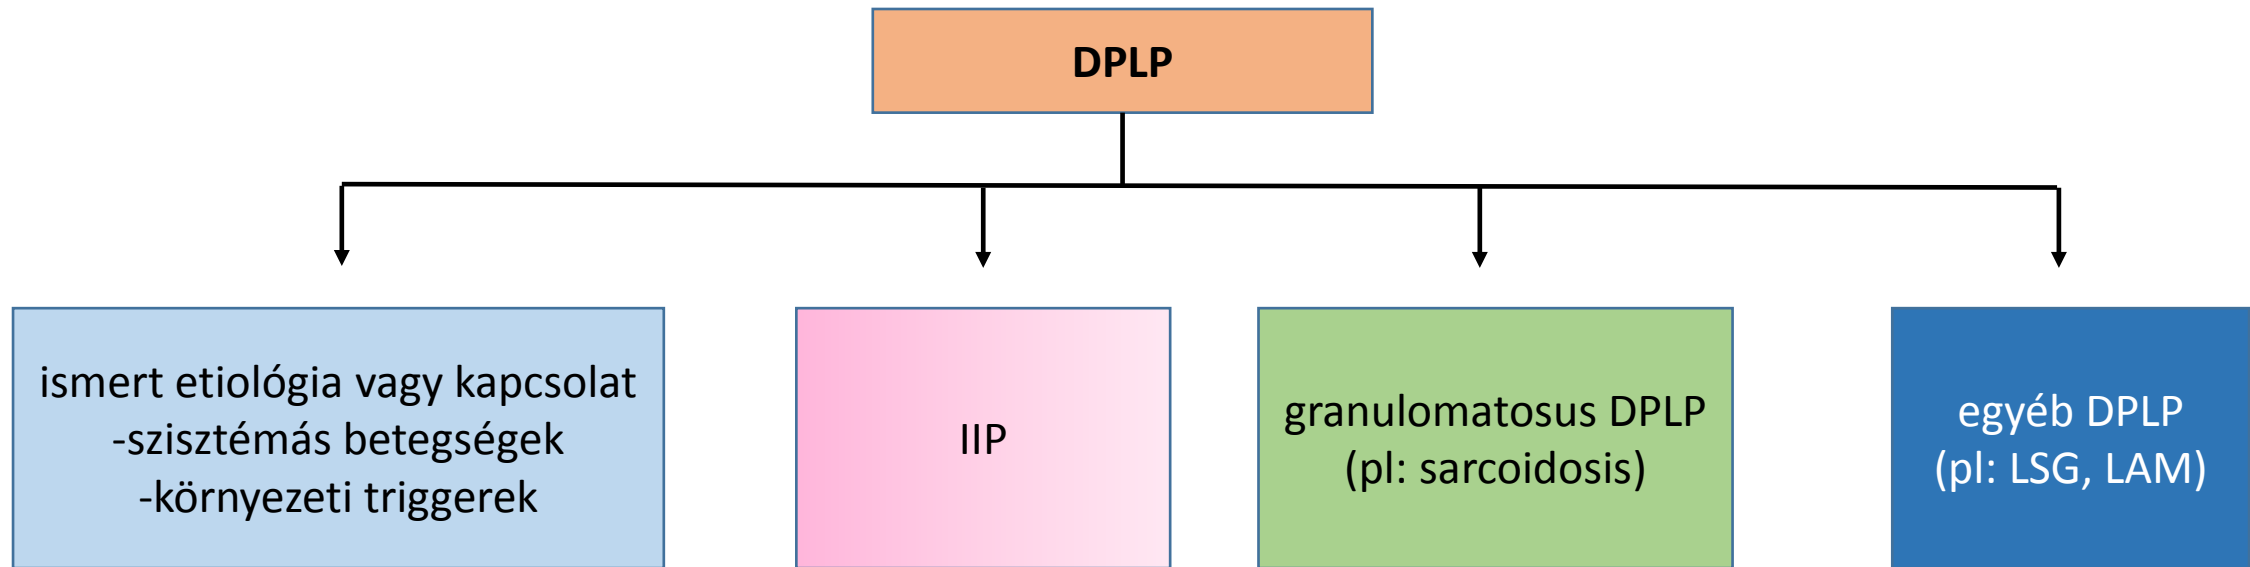 DPLP
ismert etiológia vagy kapcsolat
-szisztémás betegségek
-környezeti triggerek
IIP
granulomatosus DPLP
(pl: sarcoidosis)
egyéb DPLP
(pl: LSG, LAM)